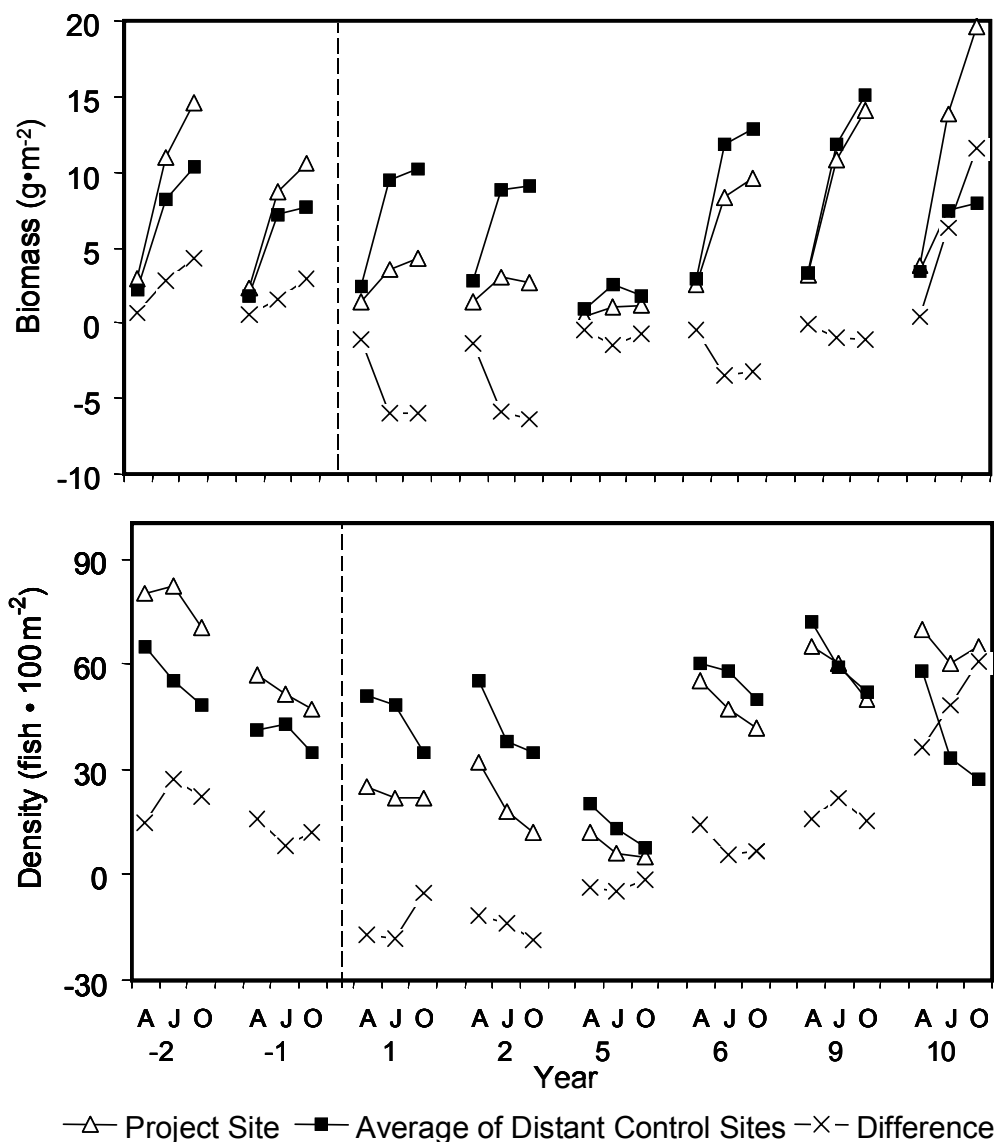 20
15
10
5
0
-5
-10
Biomass (g•m-2)
90
60
30
0
-30
Density (fish • 100m-2)
A J O A J O A J O A J O A J O A J O A J O A J O
-2 -1 1 2 5 6 9 10
Year
Project Site Average of Distant Control Sites Difference